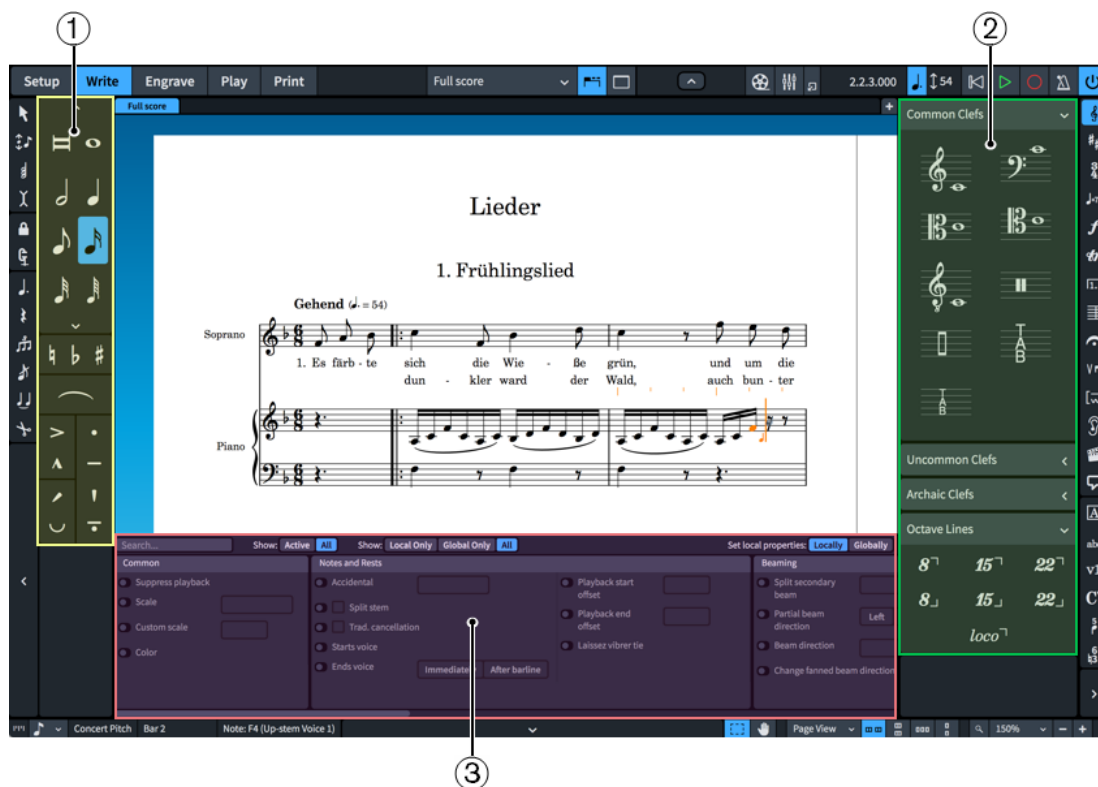 1
2
Setup Write Engrave Play Print Full score 2.2.3.000 54
Full score
Common Clefs
Lieder
1. Frühlingslied
Gehend (♩. = 54)
Soprano
1. Es färb - te sich die Wie - ße grün, und um die
dun - kler ward der Wald, auch bun - ter
Piano
T
A
B
T
A
B
Uncommon Clefs
Archaic Clefs
Octave Lines
8 15 22
8 15 22
loco
Search... Show: Active All Show: Local Only Global Only All Set local properties: Locally Globally
Common Notes and Rests Beaming
Suppress playback Accidental Playback start offset Split secondary beam
Scale Split stem Playback end offset Partial beam direction Left
Custom scale Trad. cancellation
Color Starts voice Laissez vibrer tie Beam direction
Ends voice Immediately After barline Change fanned beam direction
Concert Pitch Bar 2 Note: F4 (Up-stem Voice 1) Page View 150%
3